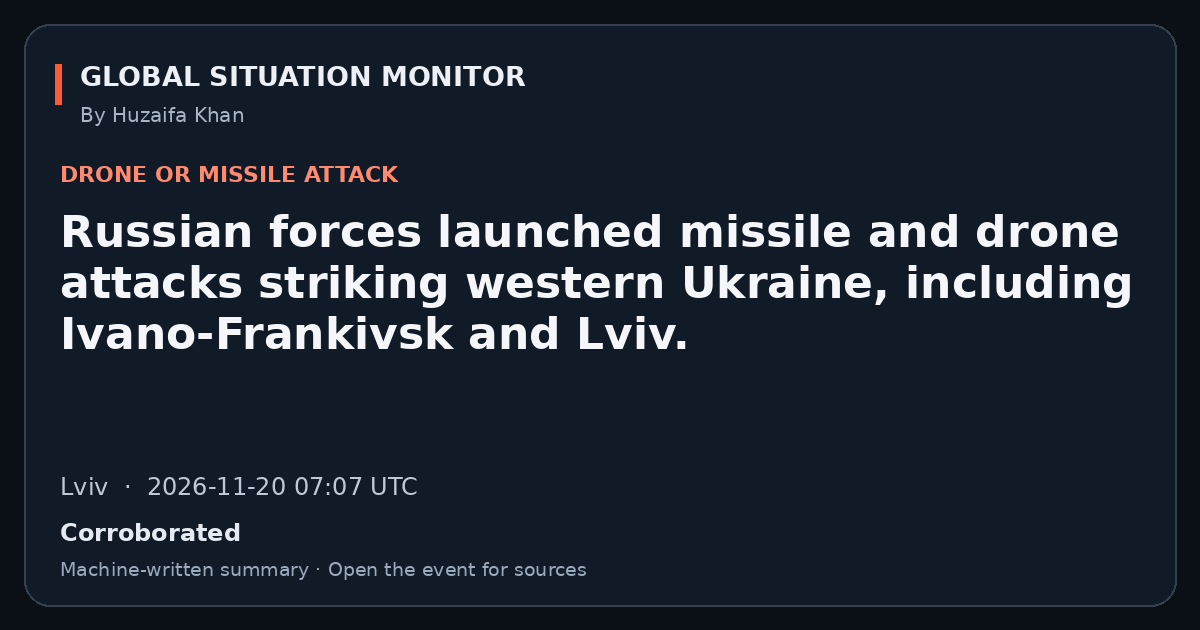 GLOBAL SITUATION MONITOR
By Huzaifa Khan
DRONE OR MISSILE ATTACK
Russian forces launched missile and drone
attacks striking western Ukraine, including
Ivano-Frankivsk and Lviv.
Lviv · 2026-11-20 07:07 UTC
Corroborated
Machine-written summary · Open the event for sources